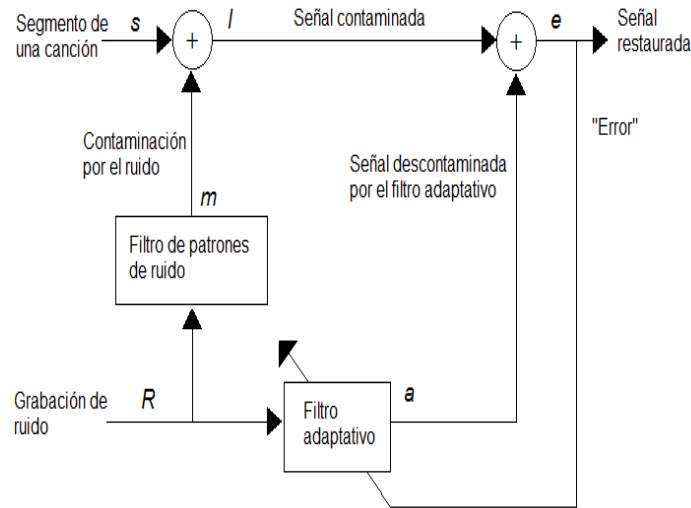 Segmento de
una canción
s
+
l
Señal contaminada
+
e
Señal
restaurada
"Error"
Contaminación
por el ruido
m
Señal descontaminada
por el filtro adaptativo
Filtro de patrones
de ruido
Grabación de
ruido
R
Filtro
adaptativo
a